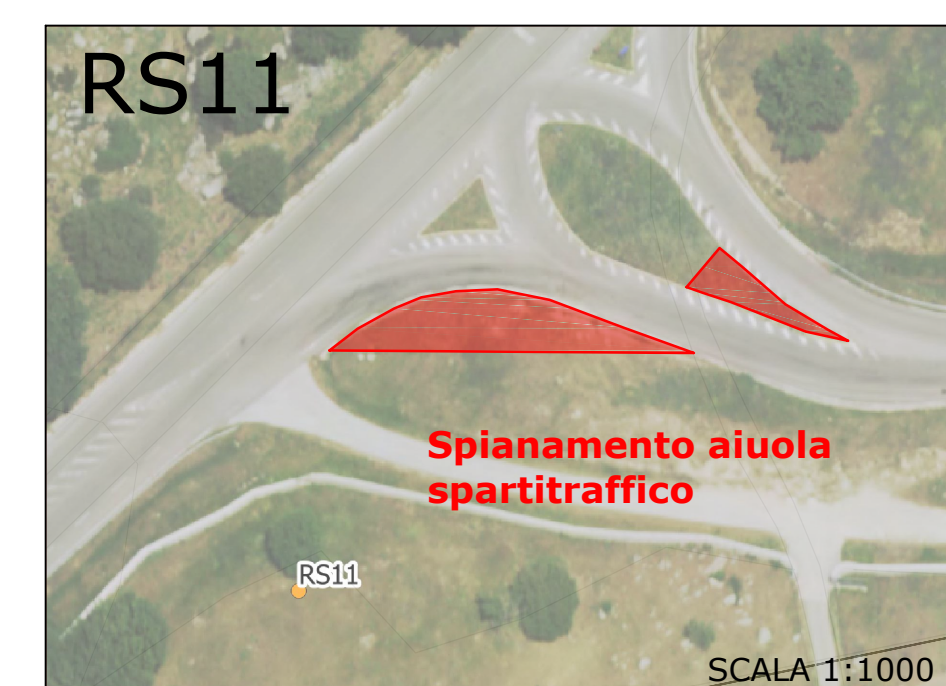 RS11
Spianamento aiuola
spartitraffico
RS11
SCALA 1:1000